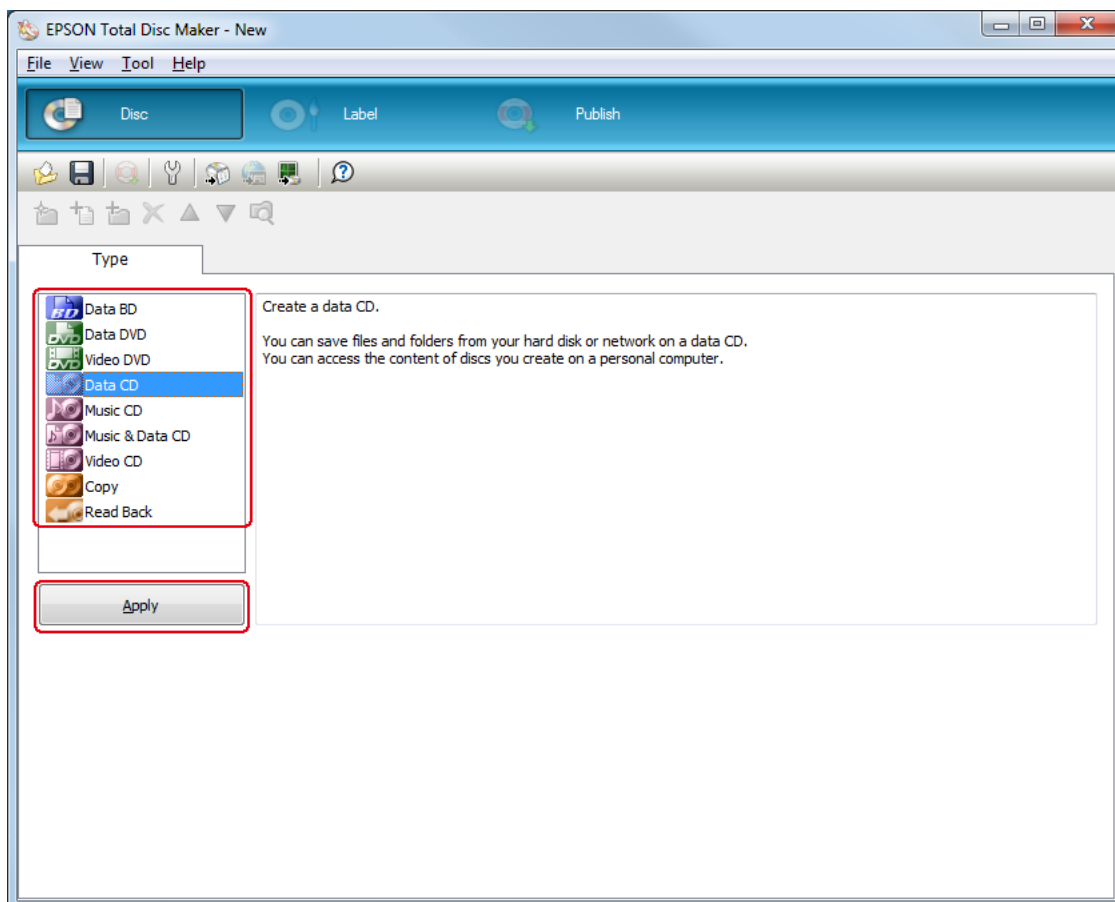 EPSON Total Disc Maker - New
File View Tool Help
Disc Label Publish
Type
Data BD
Data DVD
Video DVD
Data CD
Music CD
Music & Data CD
Video CD
Copy
Read Back
Apply
Create a data CD.
You can save files and folders from your hard disk or network on a data CD.
You can access the content of discs you create on a personal computer.